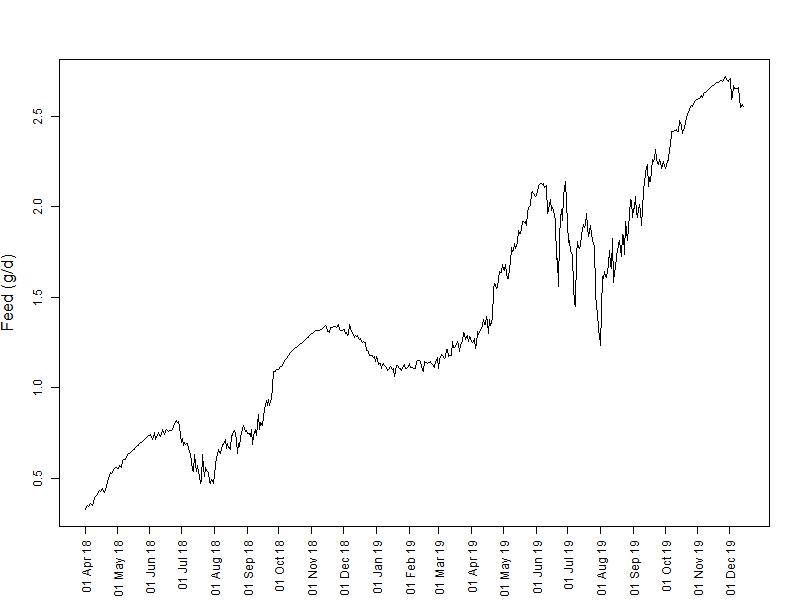 Feed (g/d)
2.5
2.0
1.5
1.0
0.5
01 Apr 18
01 May 18
01 Jun 18
01 Jul 18
01 Aug 18
01 Sep 18
01 Oct 18
01 Nov 18
01 Dec 18
01 Jan 19
01 Feb 19
01 Mar 19
01 Apr 19
01 May 19
01 Jun 19
01 Jul 19
01 Aug 19
01 Sep 19
01 Oct 19
01 Nov 19
01 Dec 19